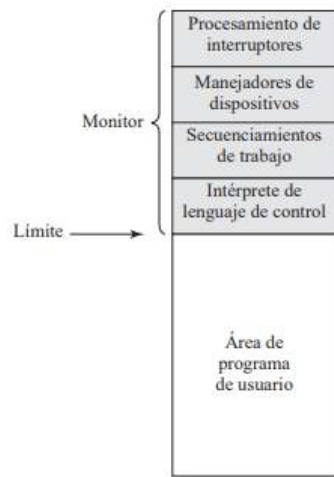 Procesamiento de
interruptores
Manejadores de
dispositivos
Monitor
Secuenciamientos
de trabajo
Intérprete de
lenguaje de control
Límite
Área de
programa
de usuario